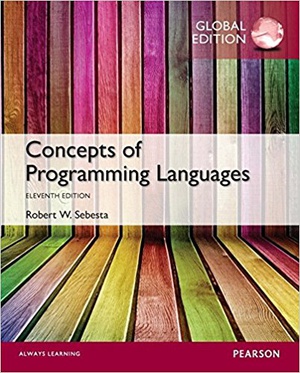 GLOBAL
EDITION
Concepts of
Programming Languages
ELEVENTH EDITION
Robert W. Sebesta
ALWAYS LEARNING
PEARSON